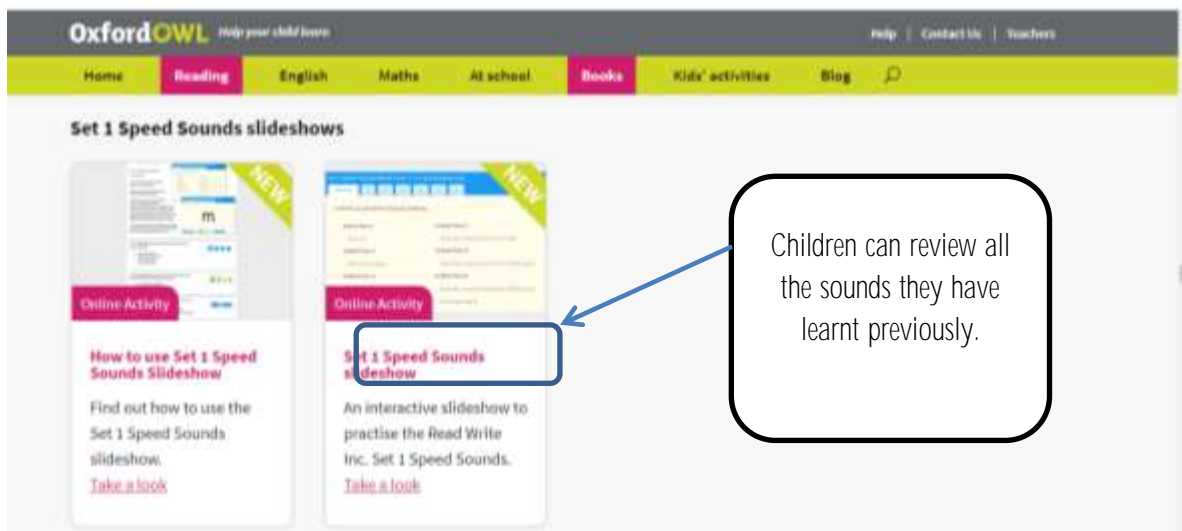 OxfordOWL Help your child learn
Help | Contact Us | Teachers
Home Reading English Maths At school Books Kids' activities Blog
Set 1 Speed Sounds slideshows
NEW
NEW
m
Online Activity
Online Activity
How to use Set 1 Speed
Sounds Slideshow
Find out how to use the
Set 1 Speed Sounds
slideshow.
Take a look
Set 1 Speed Sounds
slideshow
An interactive slideshow to
practise the Read Write
Inc. Set 1 Speed Sounds.
Take a look
Children can review all
the sounds they have
learnt previously.